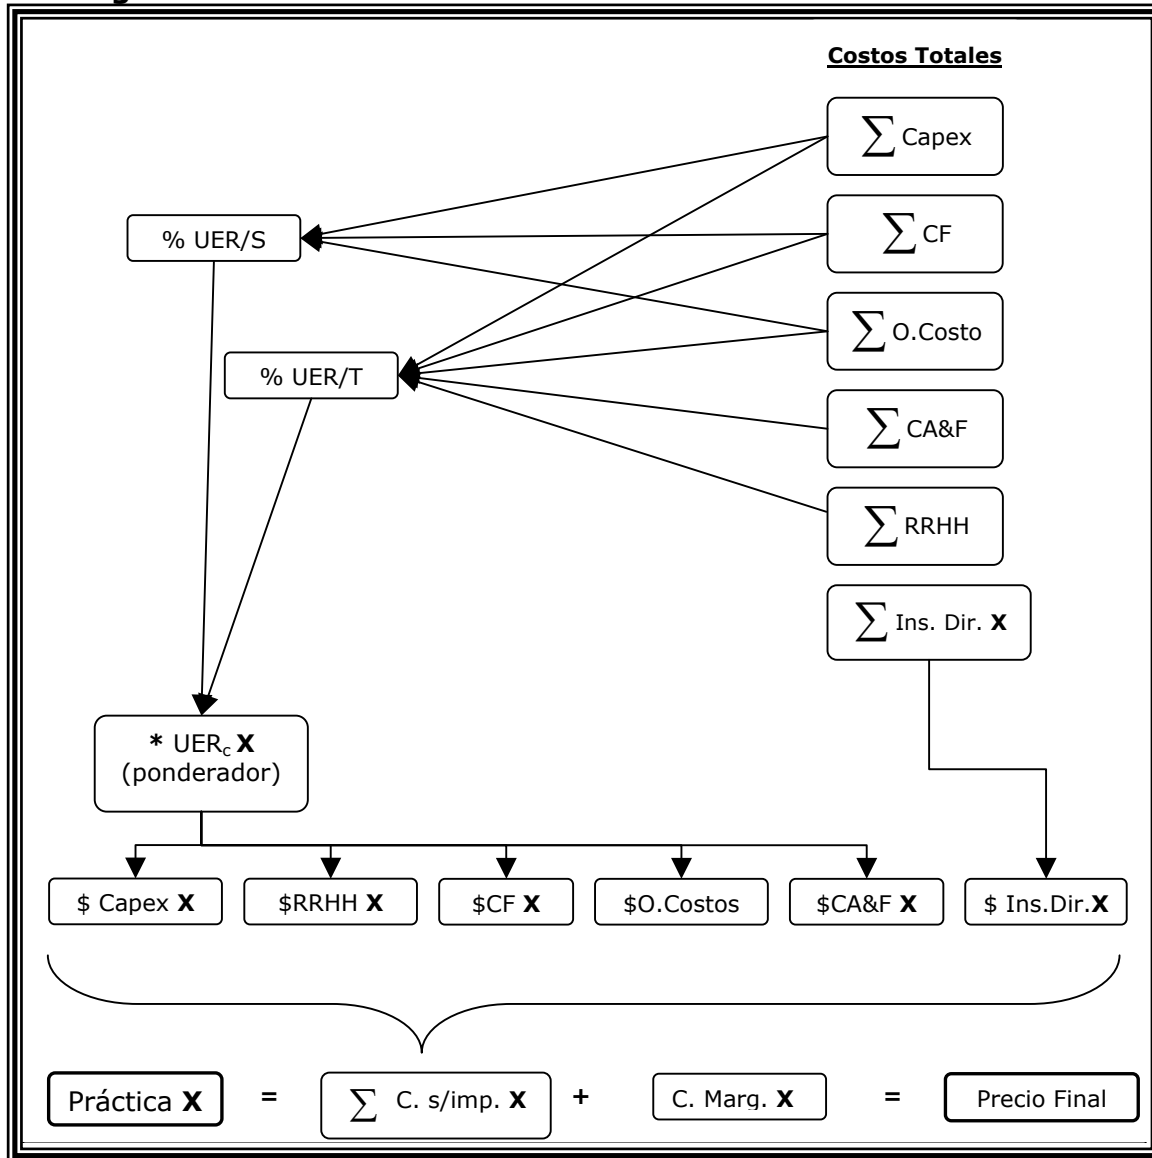 Costos Totales
∑ Capex
∑ CF
% UER/S
∑ O.Costo
% UER/T
∑ CA&F
∑ RRHH
∑ Ins. Dir. X
* UERc X
(ponderador)
$ Capex X
$RRHH X
$CF X
$O.Costos
$CA&F X
$ Ins.Dir.X
Práctica X = ∑ C. s/imp. X + C. Marg. X = Precio Final